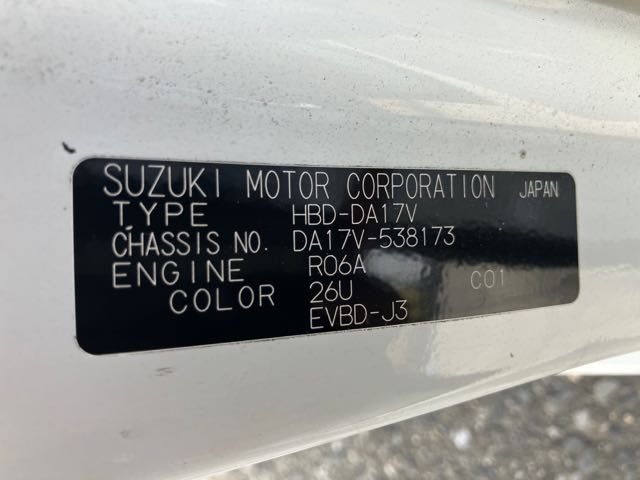 SUZUKI MOTOR CORPORATION JAPAN
TYPE HBD-DA17V
CHASSIS NO. DA17V-538173
ENGINE R06A
COLOR 26U C01
EVBD-J3